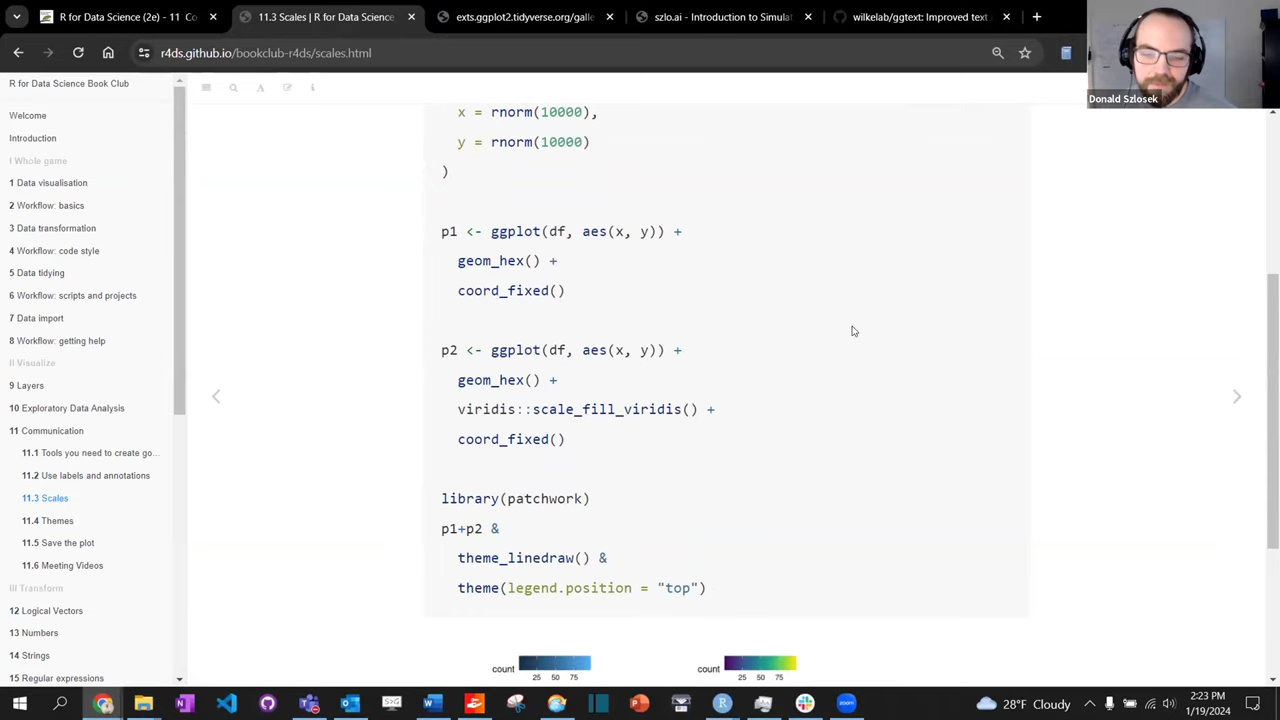 R for Data Science (2e) - 11 Co
11.3 Scales | R for Data Science
exts.ggplot2.tidyverse.org/galle
szlo.ai - Introduction to Simulat
wilkelab/ggtext: Improved text
r4ds.github.io/bookclub-r4ds/scales.html
Donald Szlosek
R for Data Science Book Club
Welcome
Introduction
I Whole game
1 Data visualisation
2 Workflow: basics
3 Data transformation
4 Workflow: code style
5 Data tidying
6 Workflow: scripts and projects
7 Data import
8 Workflow: getting help
II Visualize
9 Layers
10 Exploratory Data Analysis
11 Communication
11.1 Tools you need to create go...
11.2 Use labels and annotations
11.3 Scales
11.4 Themes
11.5 Save the plot
11.6 Meeting Videos
III Transform
12 Logical Vectors
13 Numbers
14 Strings
15 Regular expressions
x = rnorm(10000),
y = rnorm(10000)
)
p1 <- ggplot(df, aes(x, y)) +
geom_hex() +
coord_fixed()
p2 <- ggplot(df, aes(x, y)) +
geom_hex() +
viridis::scale_fill_viridis() +
coord_fixed()
library(patchwork)
p1+p2 &
theme_linedraw() &
theme(legend.position = "top")
count
25 50 75
count
25 50 75
28°F Cloudy
2:23 PM
1/19/2024